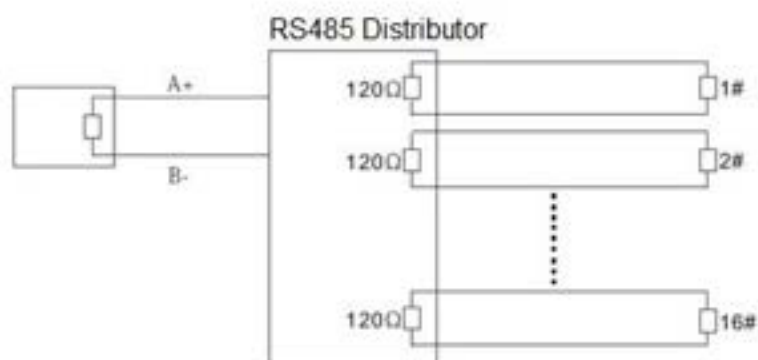 RS485 Distributor
A+
120Ω 1#
120Ω 2#
B-
120Ω 16#